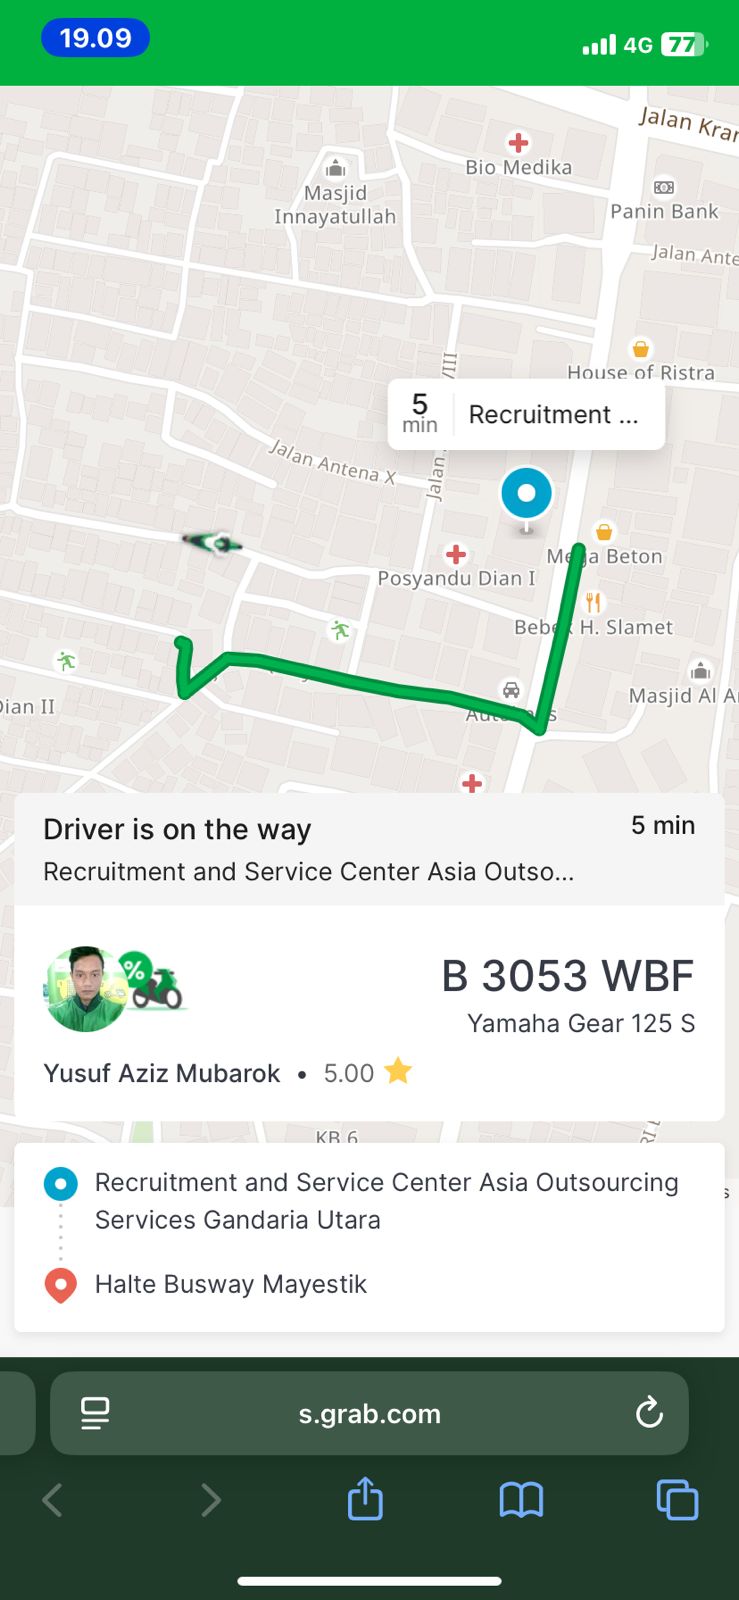 19.09
4G 77
Jalan Kran
Bio Medika
Masjid
Innayatullah
Panin Bank
Jalan Ante
House of Ristra
VIII
5
min
Recruitment ...
Jalan
Jalan Antena X
Mega Beton
Posyandu Dian I
Bebek H. Slamet
Masjid Al A
Dian II
Driver is on the way
5 min
Recruitment and Service Center Asia Outso...
%
B 3053 WBF
Yamaha Gear 125 S
Yusuf Aziz Mubarok • 5.00
KB 6
Recruitment and Service Center Asia Outsourcing
Services Gandaria Utara
Halte Busway Mayestik
s.grab.com